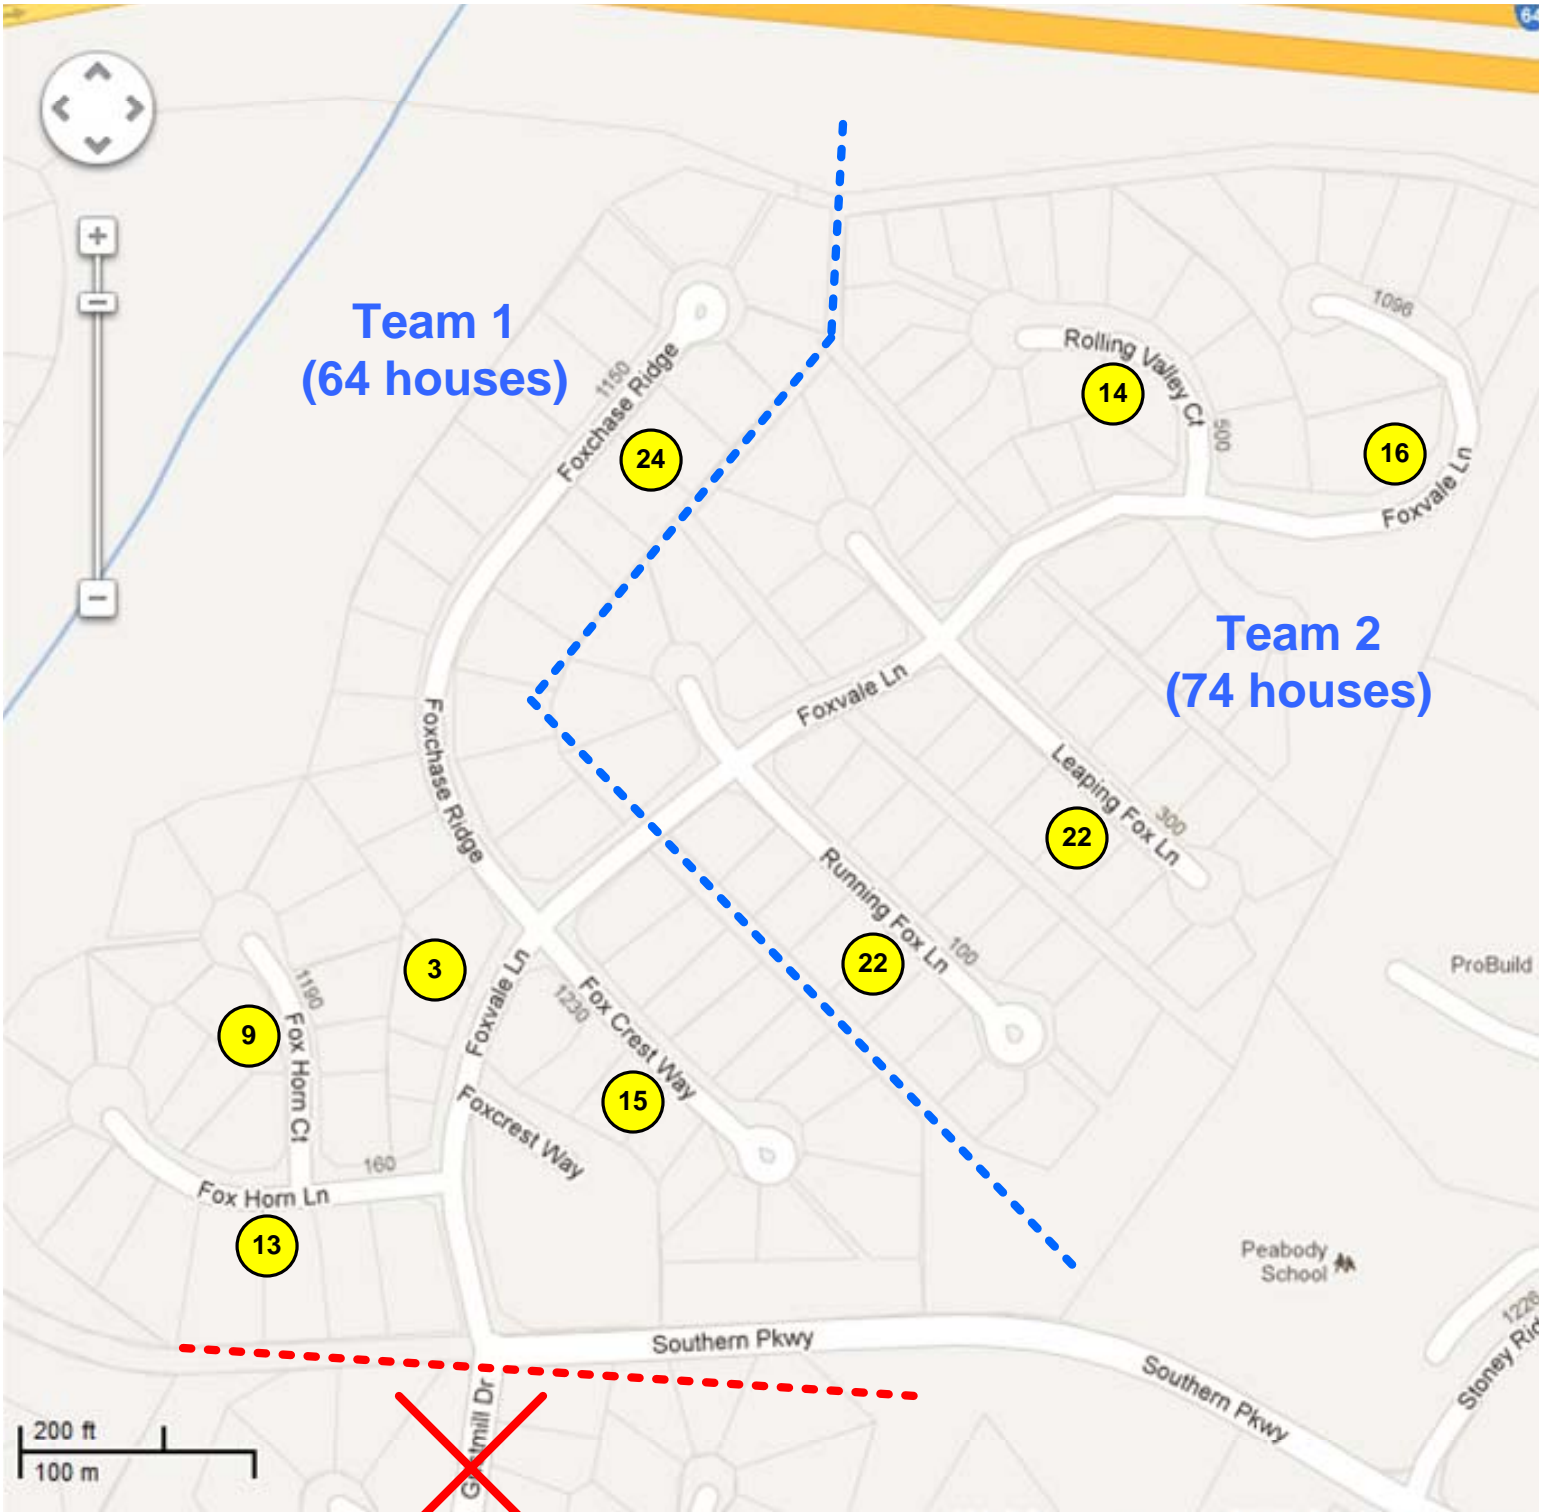 64
Team 1
(64 houses)
1150
Foxchase Ridge
24
Rolling Valley Ct
14
500
1096
16
Foxvale Ln
Team 2
(74 houses)
Foxvale Ln
Foxchase Ridge
Leaping Fox Ln
300
22
Running Fox Ln
100
22
ProBuild
3
Foxvale Ln
Fox Crest Way
1230
15
Foxcrest Way
1190
Fox Horn Ct
9
160
Fox Horn Ln
13
Peabody
School
Southern Pkwy
Southern Pkwy
1226
200 ft
100 m